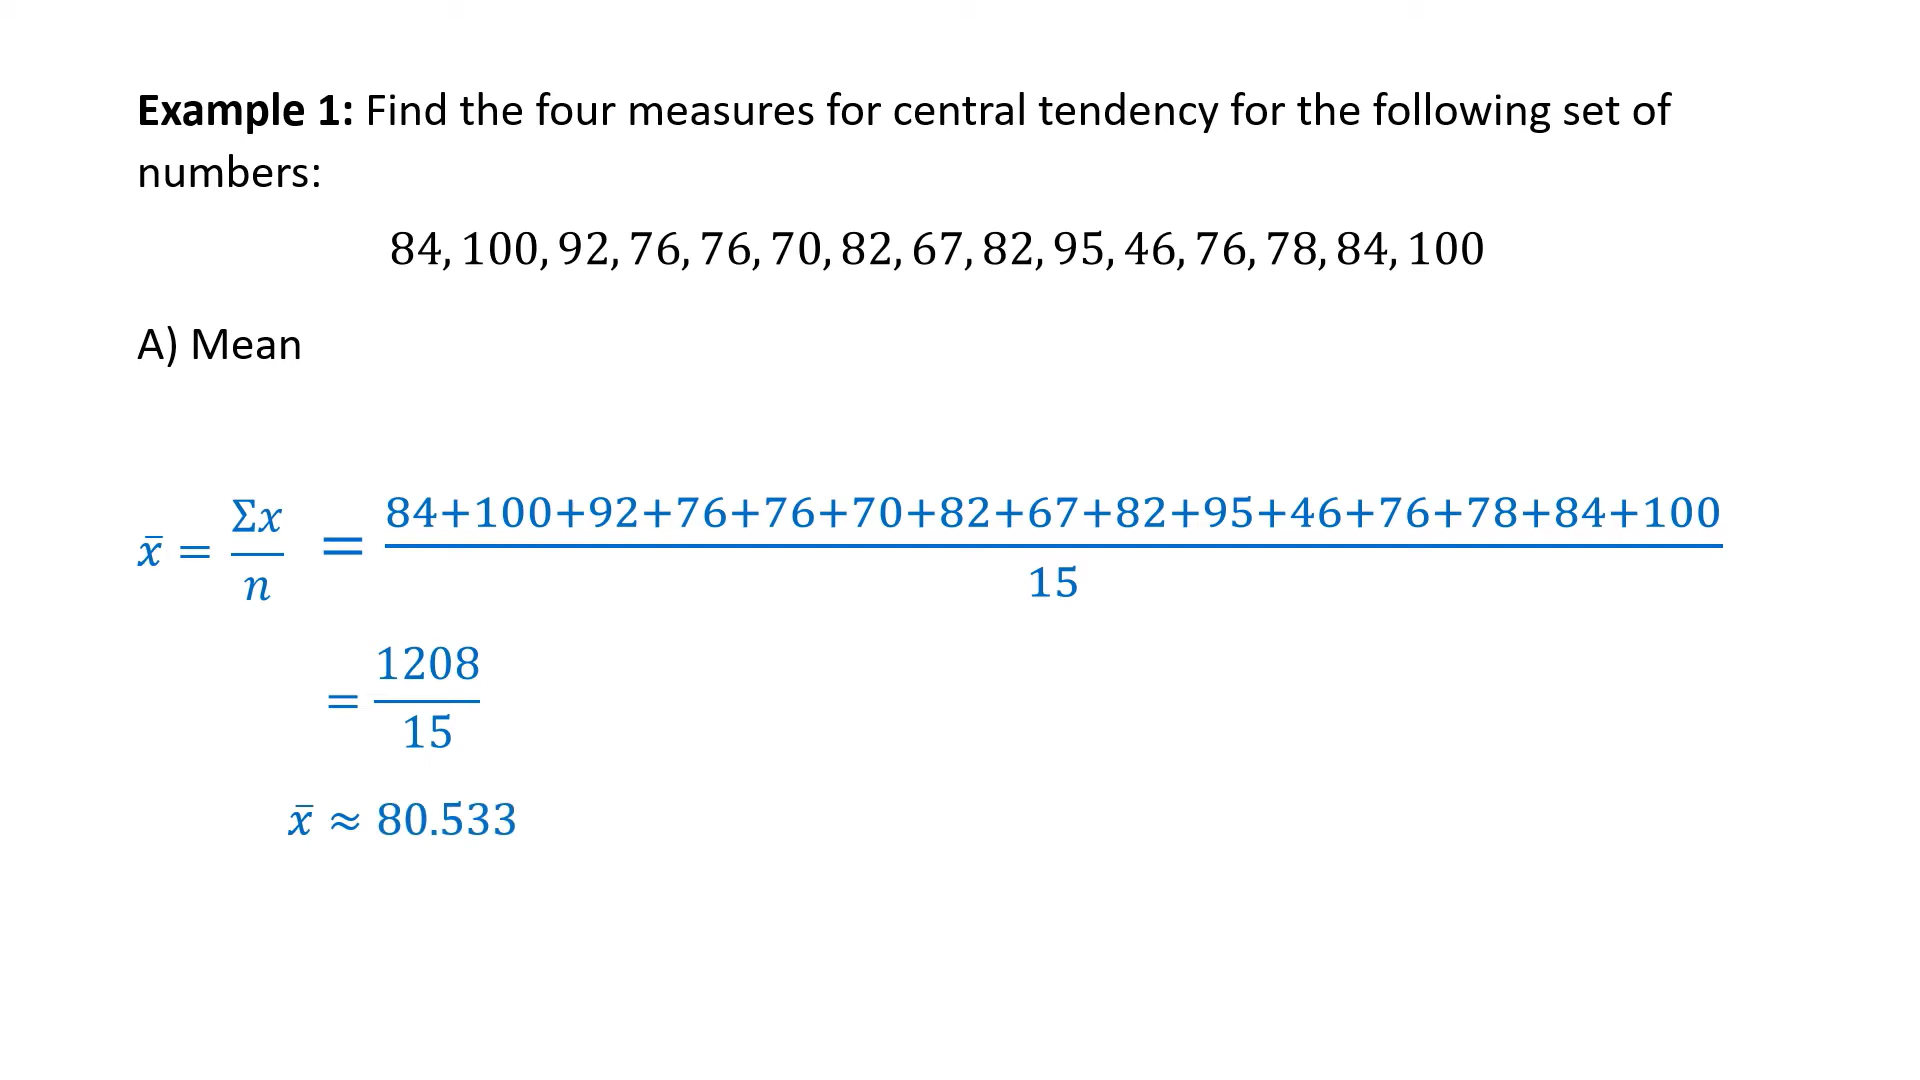 Example 1: Find the four measures for central tendency for the following set of
numbers:
84, 100, 92, 76, 76, 70, 82, 67, 82, 95, 46, 76, 78, 84, 100
A) Mean
x̄ = Σx/n = 84+100+92+76+76+70+82+67+82+95+46+76+78+84+100/15
= 1208/15
x̄ ≈ 80.533